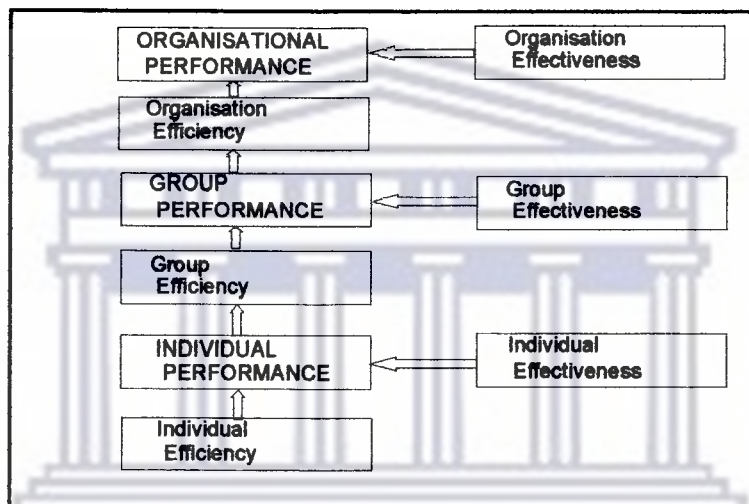 ORGANISATIONAL
PERFORMANCE
Organisation
Effectiveness
Organisation
Efficiency
GROUP
PERFORMANCE
Group
Effectiveness
Group
Efficiency
INDIVIDUAL
PERFORMANCE
Individual
Effectiveness
Individual
Efficiency